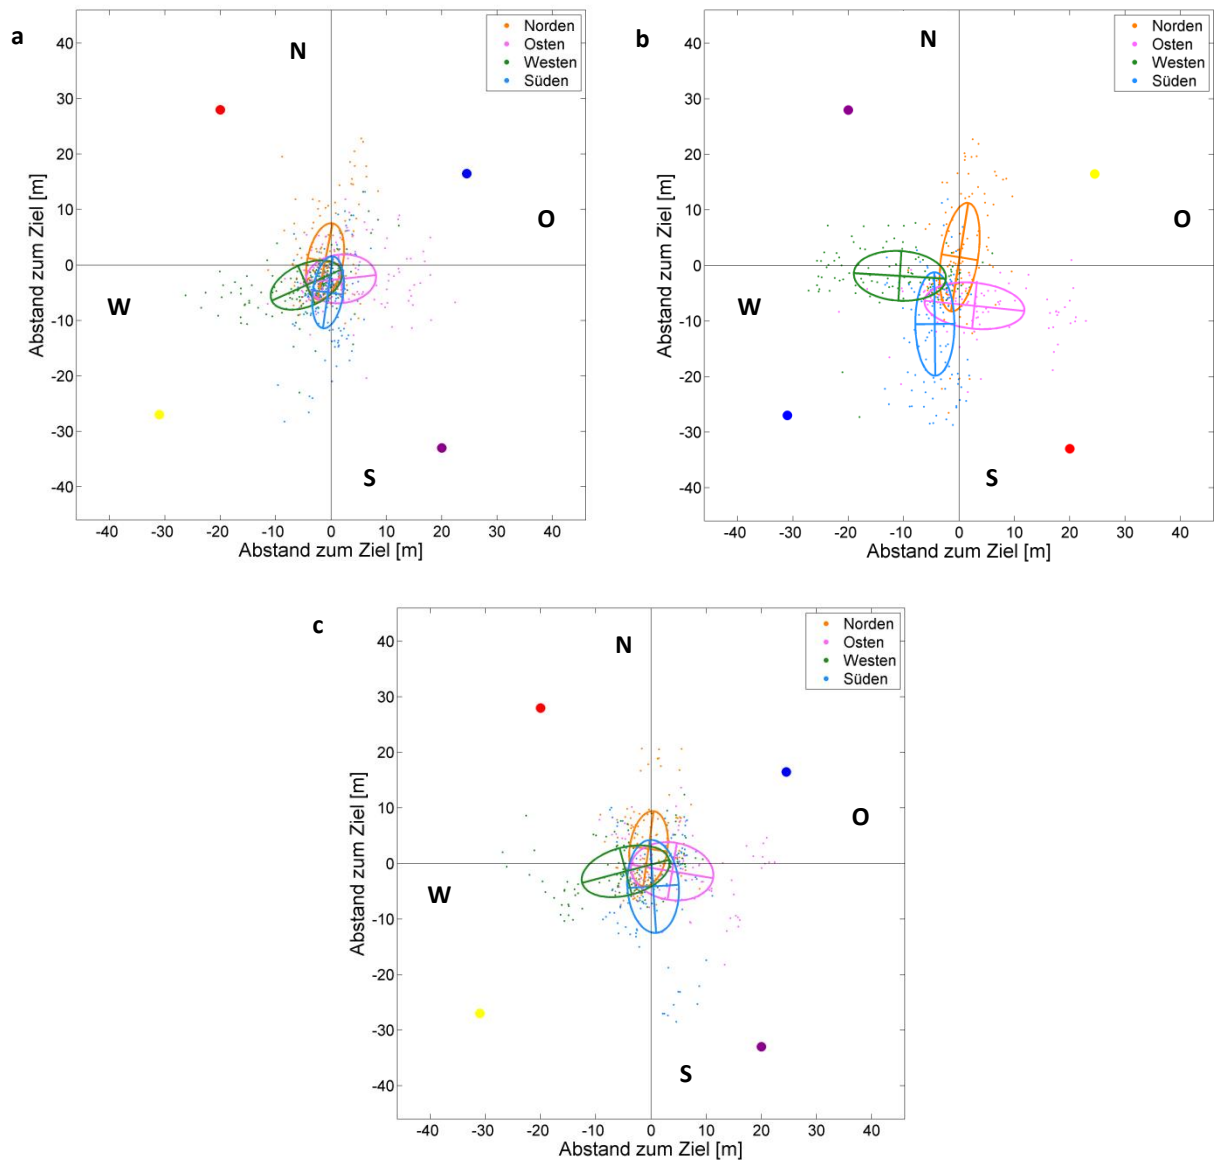 a
N
Norden
Osten
Westen
Süden
O
W
S
40
30
20
10
0
-10
-20
-30
-40
-40 -30 -20 -10 0 10 20 30 40
Abstand zum Ziel [m]
Abstand zum Ziel [m]
b
N
Norden
Osten
Westen
Süden
O
W
S
40
30
20
10
0
-10
-20
-30
-40
-40 -30 -20 -10 0 10 20 30 40
Abstand zum Ziel [m]
Abstand zum Ziel [m]
c
N
Norden
Osten
Westen
Süden
O
W
S
40
30
20
10
0
-10
-20
-30
-40
-40 -30 -20 -10 0 10 20 30 40
Abstand zum Ziel [m]
Abstand zum Ziel [m]